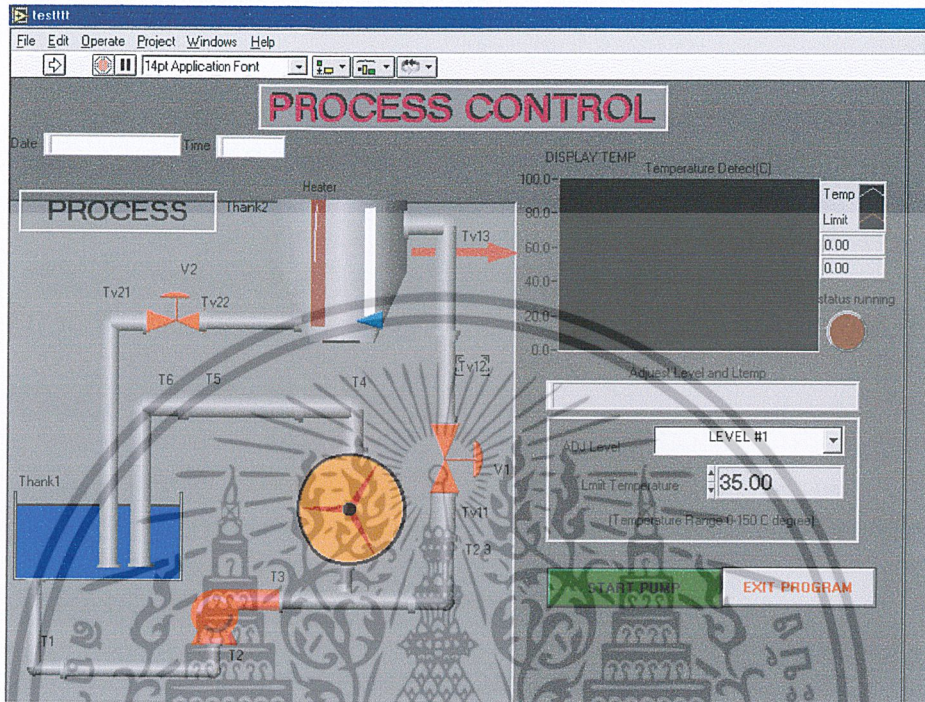 testttt
File Edit Operate Project Windows Help
14pt Application Font
PROCESS CONTROL
Date
Time
DISPLAY TEMP
Temperature Detect(C)
100.0
80.0
60.0
40.0
20.0
0.0
Temp
Limit
0.00
0.00
status running
PROCESS
Thank2
Heater
Tv13
V2
Tv21
Tv22
Tv12
T6
T5
T4
Adjuest Level and Ltemp
ADJ Level
LEVEL #1
Lmit Temperature
35.00
(Temperature Range 0-150 C degree)
V1
Tv11
Thank1
T2,3
T3
START PUMP
EXIT PROGRAM
T1
T2